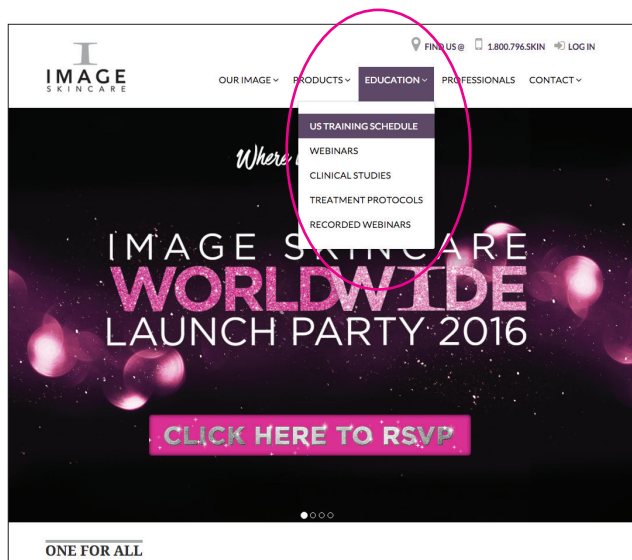 FIND US @ 1.800.796.SKIN LOG IN
I
IMAGE
SKINCARE
OUR IMAGE PRODUCTS EDUCATION PROFESSIONALS CONTACT
US TRAINING SCHEDULE
WEBINARS
CLINICAL STUDIES
TREATMENT PROTOCOLS
RECORDED WEBINARS
Where
IMAGE SKINCARE
WORLDWIDE
LAUNCH PARTY 2016
CLICK HERE TO RSVP
ONE FOR ALL